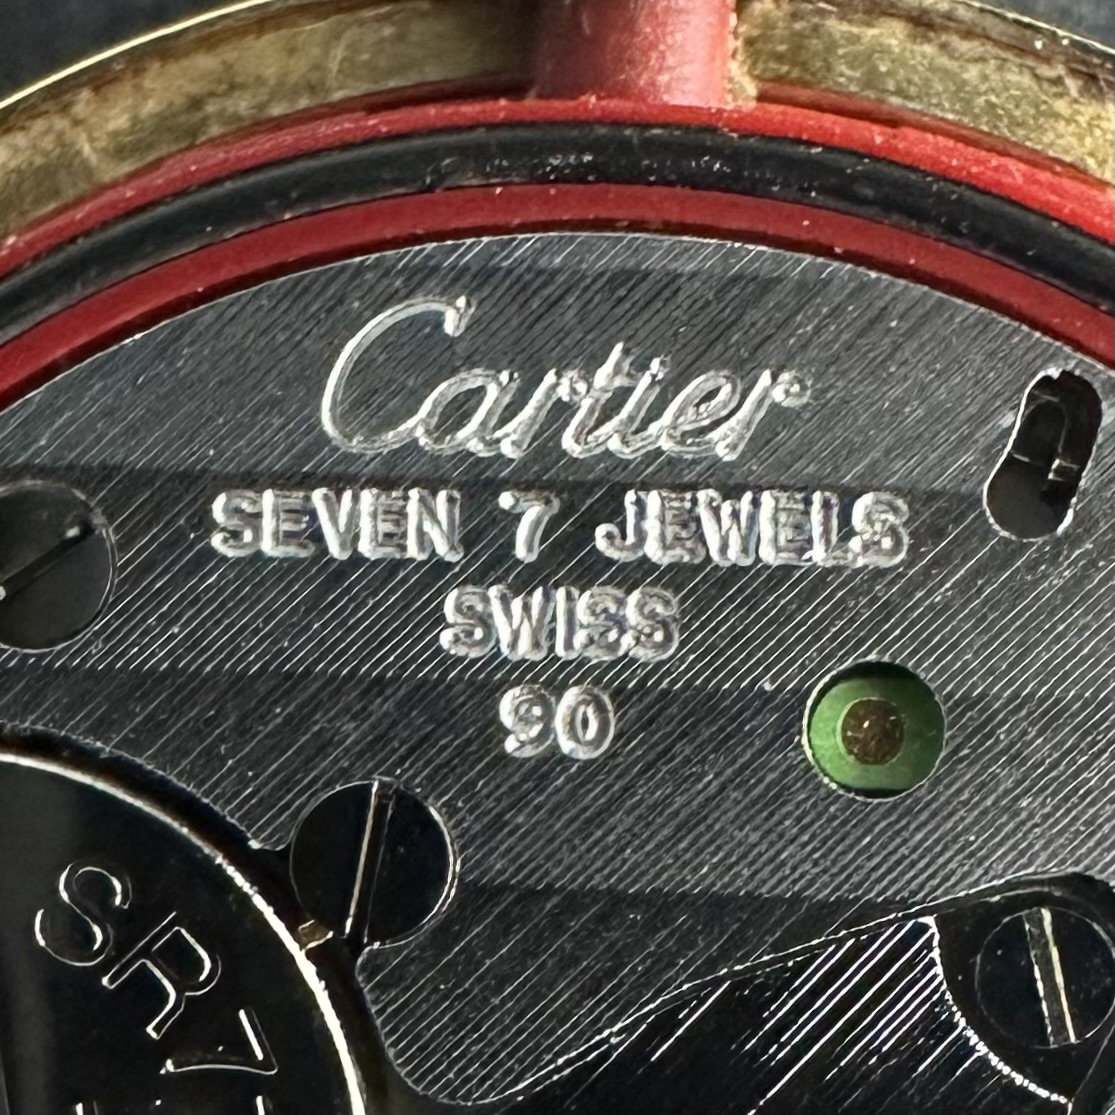 Cartier
SEVEN 7 JEWELS
SWISS
90